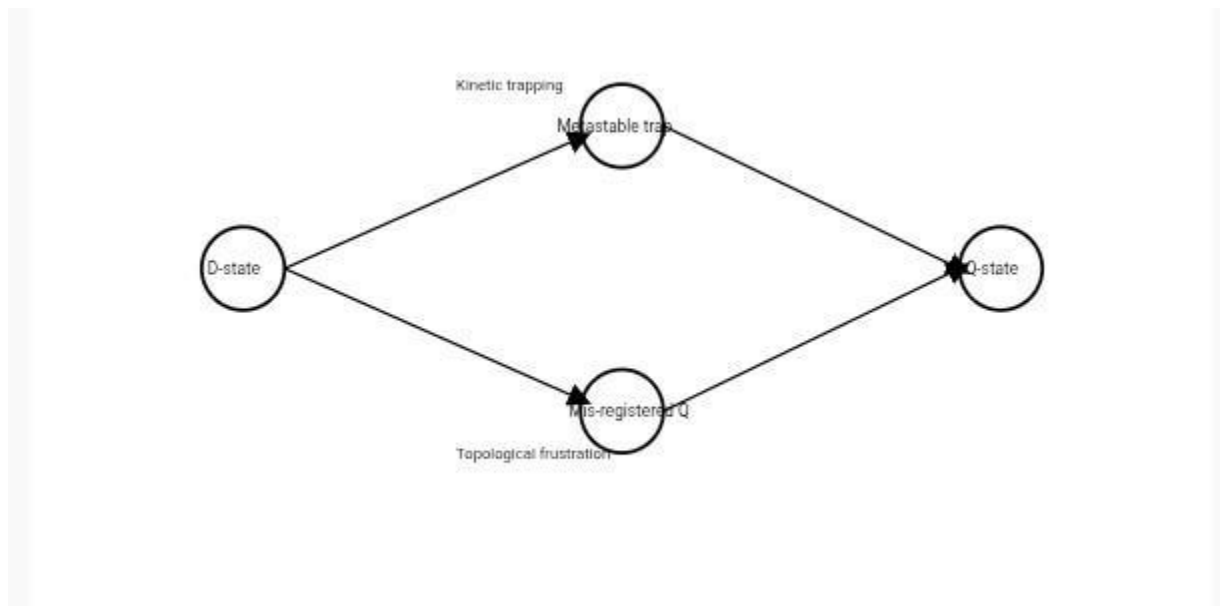 Kinetic trapping
Metastable trap
D-state
Q-state
Mis-registered Q
Topological frustration